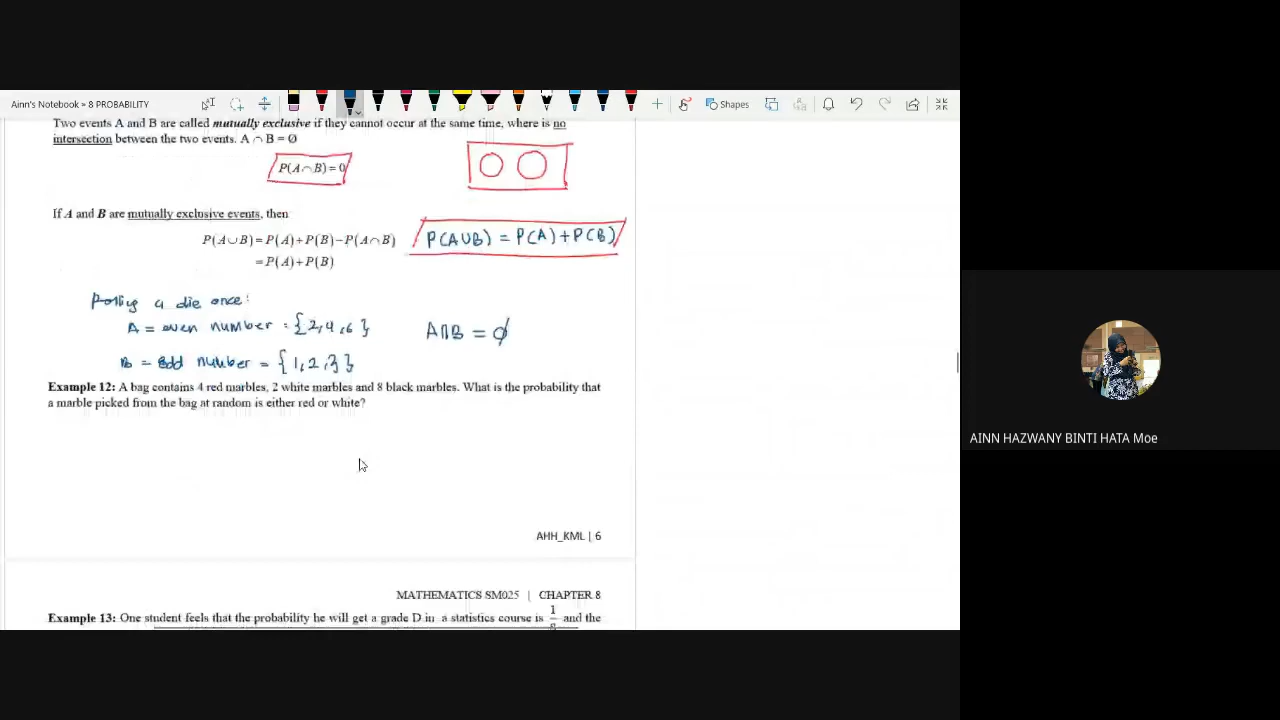 Ainn's Notebook > 8 PROBABILITY
Shapes
Two events A and B are called mutually exclusive if they cannot occur at the same time, where is no
intersection between the two events. A ∩ B = Ø
P(A∩B) = 0
If A and B are mutually exclusive events, then
P(A∪B) = P(A) + P(B) − P(A∩B)
P(AUB) = P(A) + P(B)
= P(A) + P(B)
Rolling a die once:
A = even number = {2,4,6}
A∩B = ∅
B = odd number = {1,2,3}
Example 12: A bag contains 4 red marbles, 2 white marbles and 8 black marbles. What is the probability that
a marble picked from the bag at random is either red or white?
AHH_KML | 6
MATHEMATICS SM025 | CHAPTER 8
Example 13: One student feels that the probability he will get a grade D in a statistics course is 1 and the
AINN HAZWANY BINTI HATA Moe